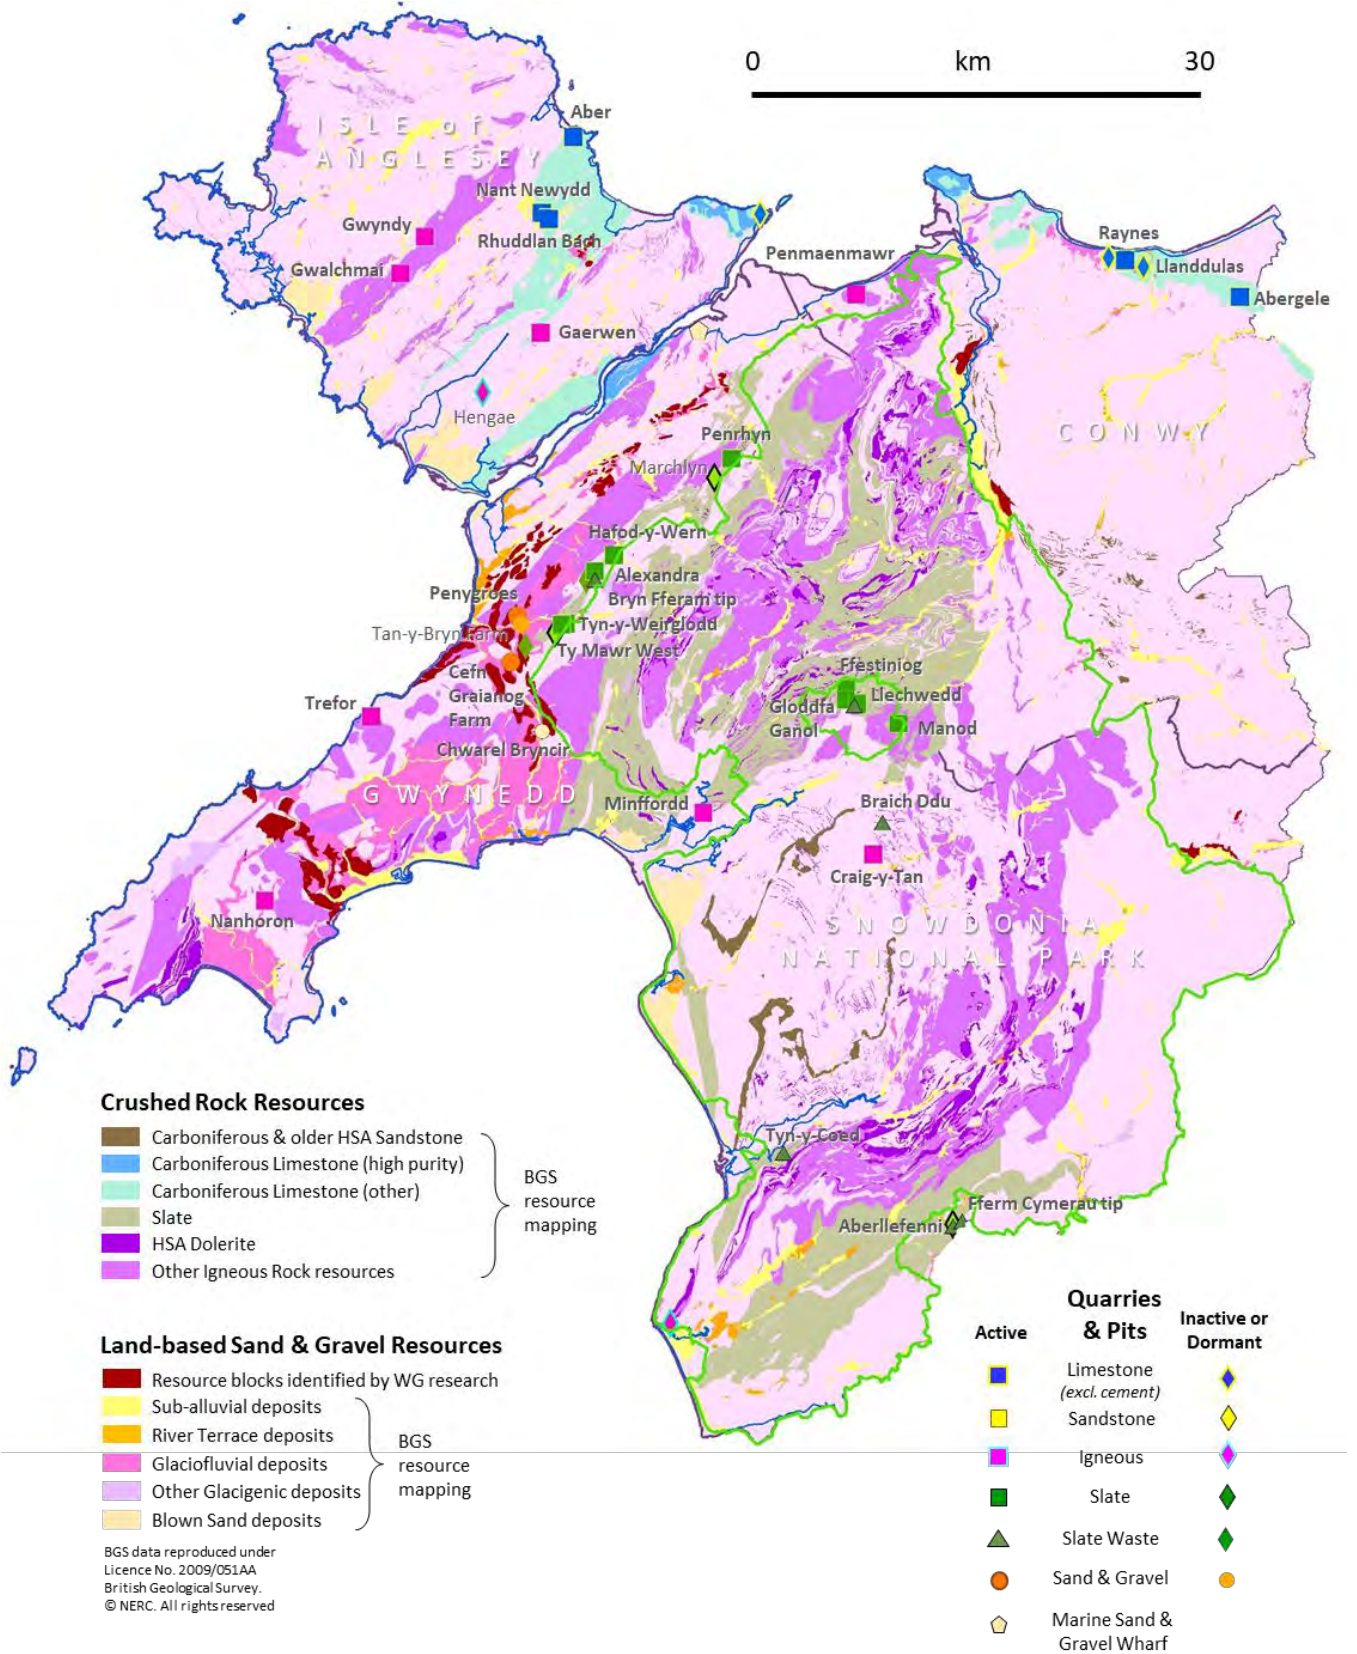 0 km 30
Aber
ISLE of
ANGLESEY
Nant Newydd
Gwyndy
Rhuddlan Bach
Gwalchmai
Gaerwen
Hengae
Penmaenmawr
Raynes
Llanddulas
Abergele
CONWY
Penrhyn
Marchlyn
Hafod-y-Wern
Alexandra
Bryn Fferam tip
Penygroes
Tan-y-Bryn Farm
Tyn-y-Weirglodd
Ty Mawr West
Cefn
Graianog
Farm
Ffestiniog
Llechwedd
Gloddfa
Ganol
Manod
Trefor
Chwarel Bryncir
GWYNEDD
Minffordd
Braich Ddu
Craig-y-Tan
Nanhoron
SNOWDONIA
NATIONAL PARK
Tyn-y-Coed
Fferm Cymerau tip
Aberllefenni
Crushed Rock Resources
Carboniferous & older HSA Sandstone
Carboniferous Limestone (high purity)
Carboniferous Limestone (other)
Slate
HSA Dolerite
Other Igneous Rock resources
BGS
resource
mapping
Land-based Sand & Gravel Resources
Resource blocks identified by WG research
Sub-alluvial deposits
River Terrace deposits
Glaciofluvial deposits
Other Glacigenic deposits
Blown Sand deposits
BGS
resource
mapping
BGS data reproduced under
Licence No. 2009/051AA
British Geological Survey.
© NERC. All rights reserved
Active
Quarries
& Pits
Inactive or
Dormant
Limestone
(excl. cement)
Sandstone
Igneous
Slate
Slate Waste
Sand & Gravel
Marine Sand &
Gravel Wharf